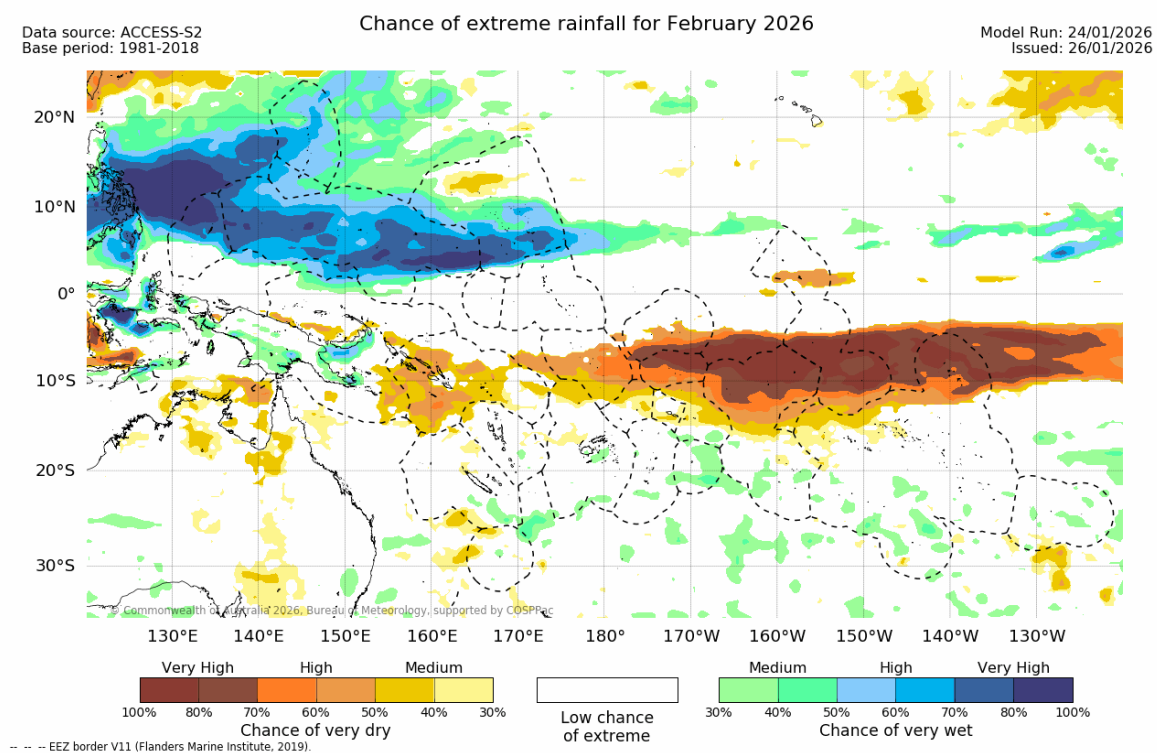 Chance of extreme rainfall for February 2026
Data source: ACCESS-S2
Base period: 1981-2018
Model Run: 24/01/2026
Issued: 26/01/2026
20°N
10°N
0°
10°S
20°S
30°S
© Commonwealth of Australia 2026, Bureau of Meteorology, supported by COSPPac
130°E 140°E 150°E 160°E 170°E 180° 170°W 160°W 150°W 140°W 130°W
Very High High Medium
100% 80% 70% 60% 50% 40% 30%
Chance of very dry
Low chance
of extreme
Medium High Very High
30% 40% 50% 60% 70% 80% 100%
Chance of very wet
-- -- -- EEZ border V11 (Flanders Marine Institute, 2019).